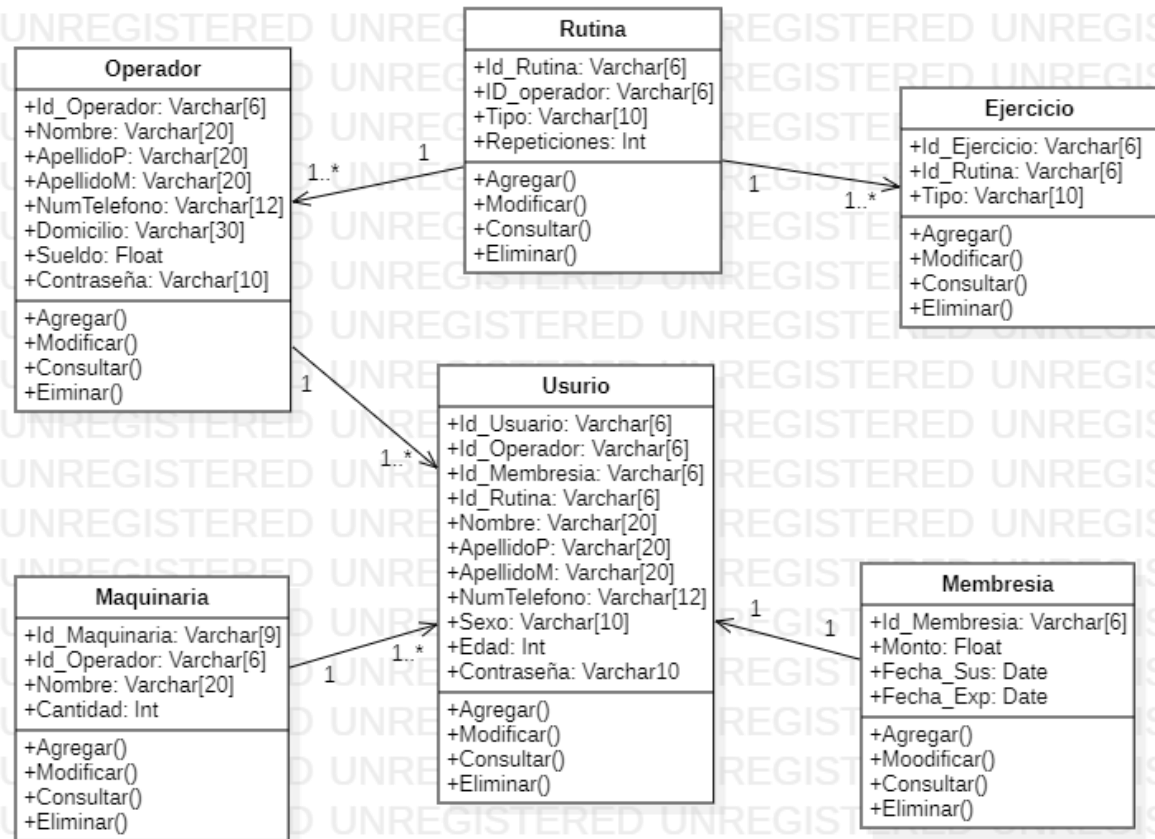 Operador
+Id_Operador: Varchar[6]
+Nombre: Varchar[20]
+ApellidoP: Varchar[20]
+ApellidoM: Varchar[20]
+NumTelefono: Varchar[12]
+Domicilio: Varchar[30]
+Sueldo: Float
+Contraseña: Varchar[10]
+Agregar()
+Modificar()
+Consultar()
+Eiminar()
1..*
1
Rutina
+Id_Rutina: Varchar[6]
+ID_operador: Varchar[6]
+Tipo: Varchar[10]
+Repeticiones: Int
+Agregar()
+Modificar()
+Consultar()
+Eliminar()
1
1..*
Ejercicio
+Id_Ejercicio: Varchar[6]
+Id_Rutina: Varchar[6]
+Tipo: Varchar[10]
+Agregar()
+Modificar()
+Consultar()
+Eliminar()
1
1..*
Usurio
+Id_Usuario: Varchar[6]
+Id_Operador: Varchar[6]
+Id_Membresia: Varchar[6]
+Id_Rutina: Varchar[6]
+Nombre: Varchar[20]
+ApellidoP: Varchar[20]
+ApellidoM: Varchar[20]
+NumTelefono: Varchar[12]
+Sexo: Varchar[10]
+Edad: Int
+Contraseña: Varchar10
+Agregar()
+Modificar()
+Consultar()
+Eliminar()
Maquinaria
+Id_Maquinaria: Varchar[9]
+Id_Operador: Varchar[6]
+Nombre: Varchar[20]
+Cantidad: Int
+Agregar()
+Modificar()
+Consultar()
+Eliminar()
1
1..*
1
1
Membresia
+Id_Membresia: Varchar[6]
+Monto: Float
+Fecha_Sus: Date
+Fecha_Exp: Date
+Agregar()
+Moodificar()
+Consultar()
+Eliminar()
UNREGISTERED